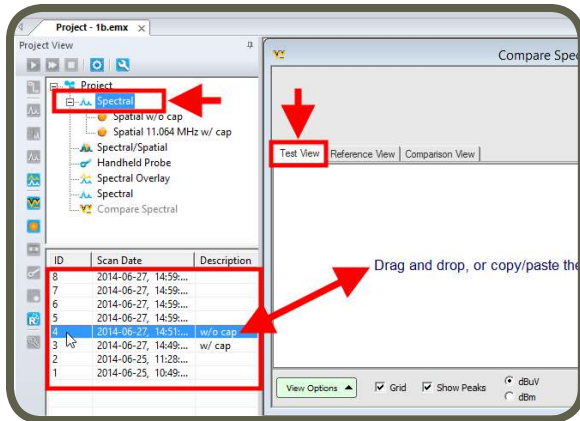 Project - 1b.emx x
Project View
Project
Spectral
Spatial w/o cap
Spatial 11.064 MHz w/ cap
Spectral/Spatial
Handheld Probe
Spectral Overlay
Spectral
Compare Spectral
ID Scan Date Description
8 2014-06-27, 14:59:...
7 2014-06-27, 14:59:...
6 2014-06-27, 14:59:...
5 2014-06-27, 14:59:...
4 2014-06-27, 14:51:... w/o cap
3 2014-06-27, 14:49:... w/ cap
2 2014-06-25, 11:28:...
1 2014-06-25, 10:49:...
Compare Spec
Test View Reference View Comparison View
Drag and drop, or copy/paste the
View Options Grid Show Peaks dBuV
dBm